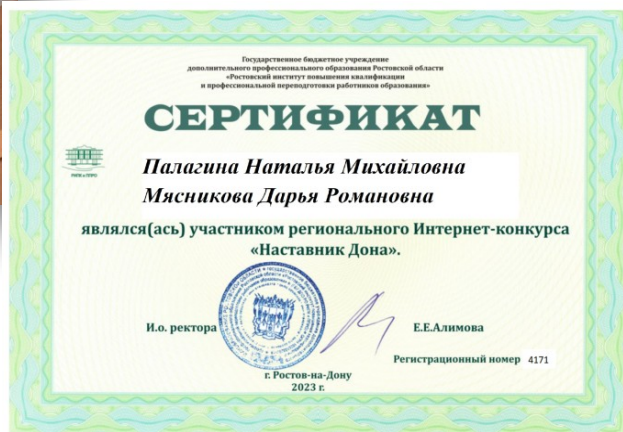 Государственное бюджетное учреждение
дополнительного профессионального образования Ростовской области
«Ростовский институт повышения квалификации
и профессиональной переподготовки работников образования»
СЕРТИФИКАТ
Палагина Наталья Михайловна
Мясникова Дарья Романовна
являлся(ась) участником регионального Интернет-конкурса
«Наставник Дона».
И.о. ректора
Е.Е.Алимова
Регистрационный номер 4171
г. Ростов-на-Дону
2023 г.